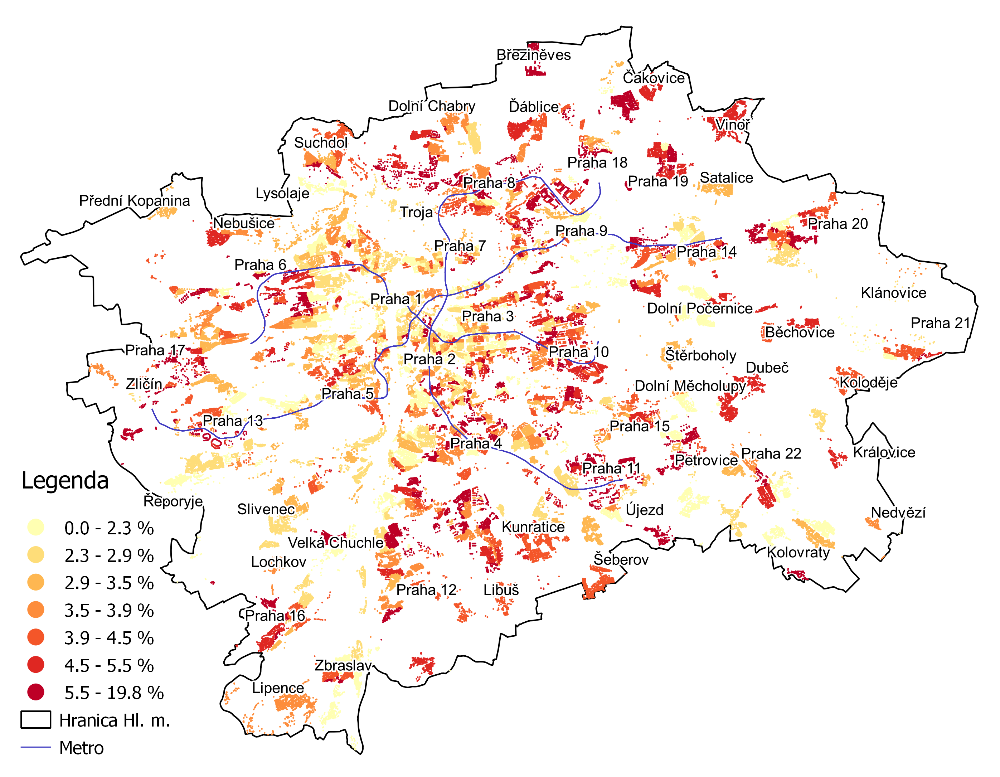 Březiněves
Čakovice
Dolní Chabry
Ďáblice
Vinoř
Suchdol
Praha 18
Praha 19
Satalice
Praha 8
Lysolaje
Přední Kopanina
Troja
Nebušice
Praha 20
Praha 9
Praha 7
Praha 14
Praha 6
Klánovice
Praha 1
Dolní Počernice
Praha 3
Praha 21
Běchovice
Praha 17
Praha 10
Štěrboholy
Praha 2
Dubeč
Zličín
Koloděje
Dolní Měcholupy
Praha 5
Praha 13
Praha 15
Praha 4
Královice
Praha 22
Petrovice
Praha 11
Řeporyje
Slivenec
Újezd
Nedvězí
Kunratice
Velká Chuchle
Kolovraty
Lochkov
Šeberov
Praha 12
Libuš
Praha 16
Zbraslav
Lipence
Legenda
0.0 - 2.3 %
2.3 - 2.9 %
2.9 - 3.5 %
3.5 - 3.9 %
3.9 - 4.5 %
4.5 - 5.5 %
5.5 - 19.8 %
Hranica Hl. m.
Metro